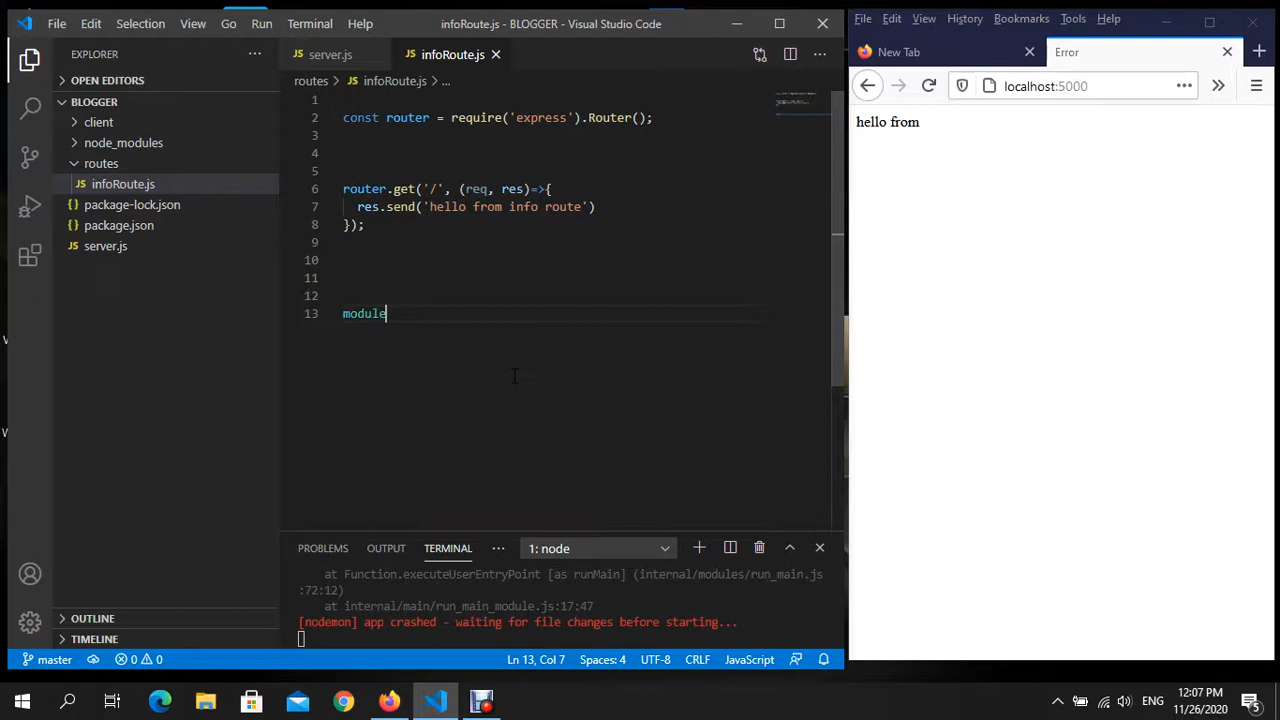 File Edit Selection View Go Run Terminal Help infoRoute.js - BLOGGER - Visual Studio Code
EXPLORER
OPEN EDITORS
BLOGGER
client
node_modules
routes
JS infoRoute.js
{} package-lock.json
{} package.json
JS server.js
OUTLINE
TIMELINE
JS server.js JS infoRoute.js
routes > JS infoRoute.js > ...
1
2 const router = require('express').Router();
3
4
5
6 router.get('/', (req, res)=>{
7 res.send('hello from info route')
8 });
9
10
11
12
13 module
PROBLEMS OUTPUT TERMINAL 1: node
at Function.executeUserEntryPoint [as runMain] (internal/modules/run_main.js
:72:12)
at internal/main/run_main_module.js:17:47
[nodemon] app crashed - waiting for file changes before starting...
master 0 0 Ln 13, Col 7 Spaces: 4 UTF-8 CRLF JavaScript
File Edit View History Bookmarks Tools Help
New Tab Error
localhost:5000
hello from
W
W
ENG 12:07 PM
11/26/2020 5